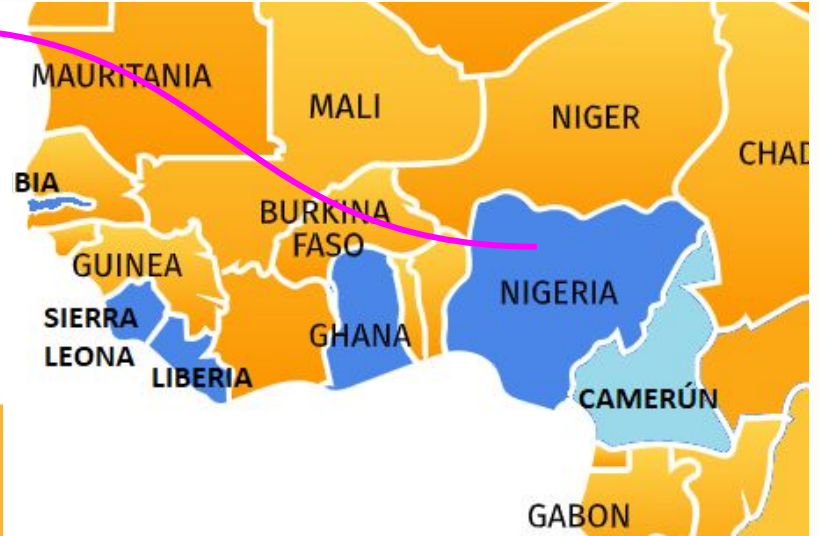 MAURITANIA
MALI
NIGER
CHAD
BIA
BURKINA
FASO
GUINEA
NIGERIA
SIERRA
LEONA
GHANA
LIBERIA
CAMERÚN
GABON